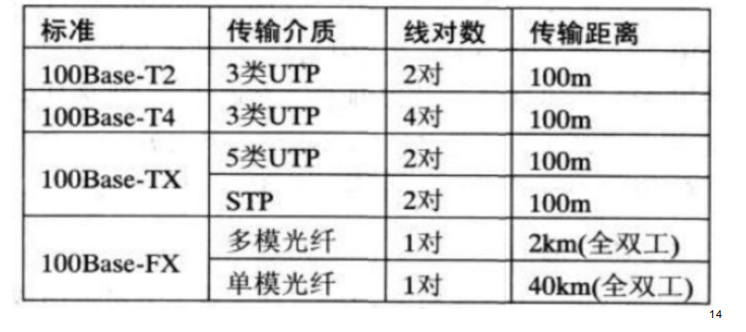 标准 传输介质 线对数 传输距离
100Base-T2 3类UTP 2对 100m
100Base-T4 3类UTP 4对 100m
100Base-TX 5类UTP 2对 100m
STP 2对 100m
100Base-FX 多模光纤 1对 2km(全双工)
单模光纤 1对 40km(全双工)
14